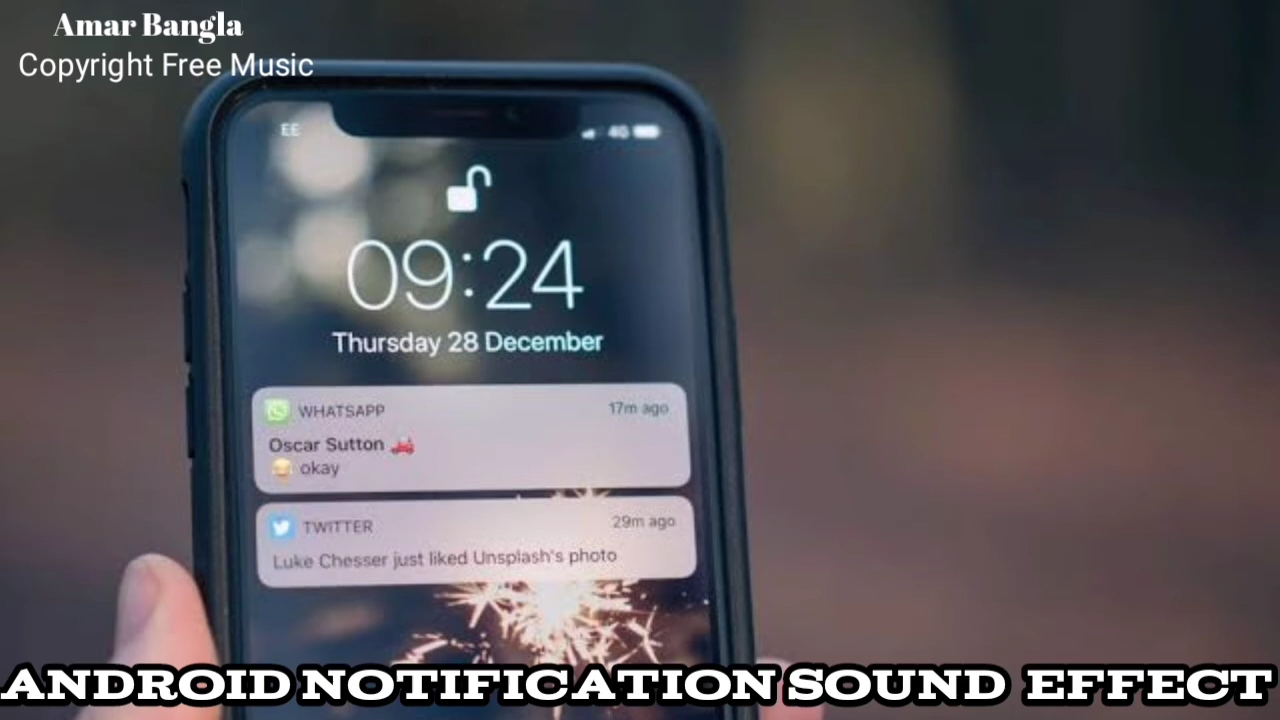 Amar Bangla
Copyright Free Music
EE
4G
09:24
Thursday 28 December
WHATSAPP 17m ago
Oscar Sutton 🚜
😂 okay
TWITTER 29m ago
Luke Chesser just liked Unsplash's photo
ANDROID NOTIFICATION SOUND EFFECT